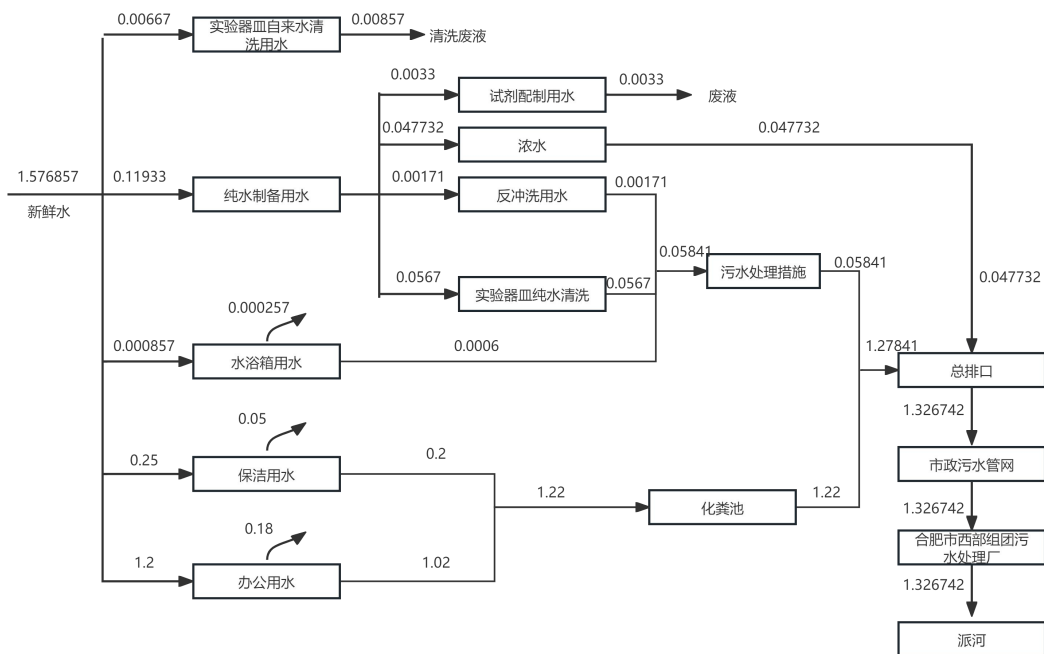 0.00667
实验器皿自来水清
洗用水
0.00857
清洗废液
0.0033
试剂配制用水
0.0033
废液
0.047732
浓水
0.047732
1.576857
新鲜水
0.11933
纯水制备用水
0.00171
反冲洗用水
0.00171
0.05841
污水处理措施
0.05841
0.0567
实验器皿纯水清洗
0.0567
0.047732
0.000257
0.000857
水浴箱用水
0.0006
1.27841
总排口
1.326742
0.05
0.25
保洁用水
0.2
市政污水管网
1.22
化粪池
1.22
1.326742
0.18
1.2
办公用水
1.02
合肥市西部组团污
水处理厂
1.326742
派河